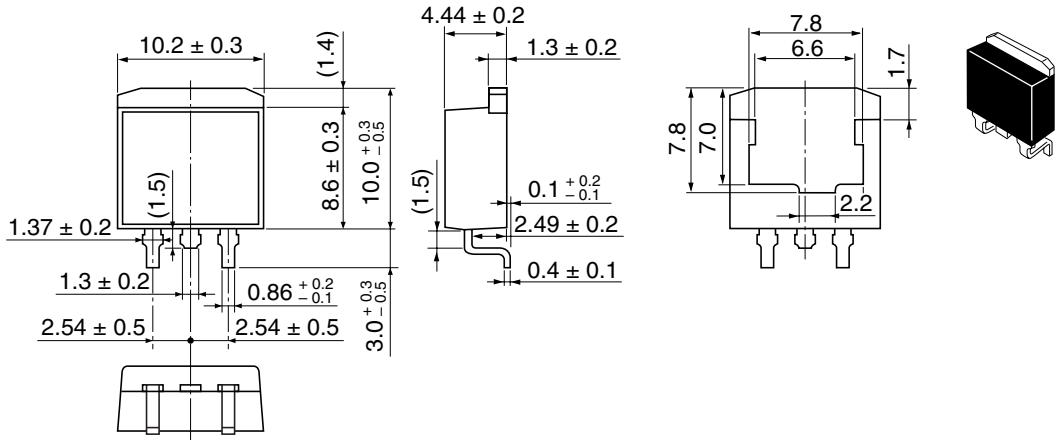 10.2 ± 0.3
(1.4)
8.6 ± 0.3
10.0 +0.3 −0.5
(1.5)
1.37 ± 0.2
1.3 ± 0.2
0.86 +0.2 −0.1
2.54 ± 0.5
2.54 ± 0.5
3.0 +0.3 −0.5
4.44 ± 0.2
1.3 ± 0.2
(1.5)
0.1 +0.2 −0.1
2.49 ± 0.2
0.4 ± 0.1
7.8
6.6
1.7
7.8
7.0
2.2